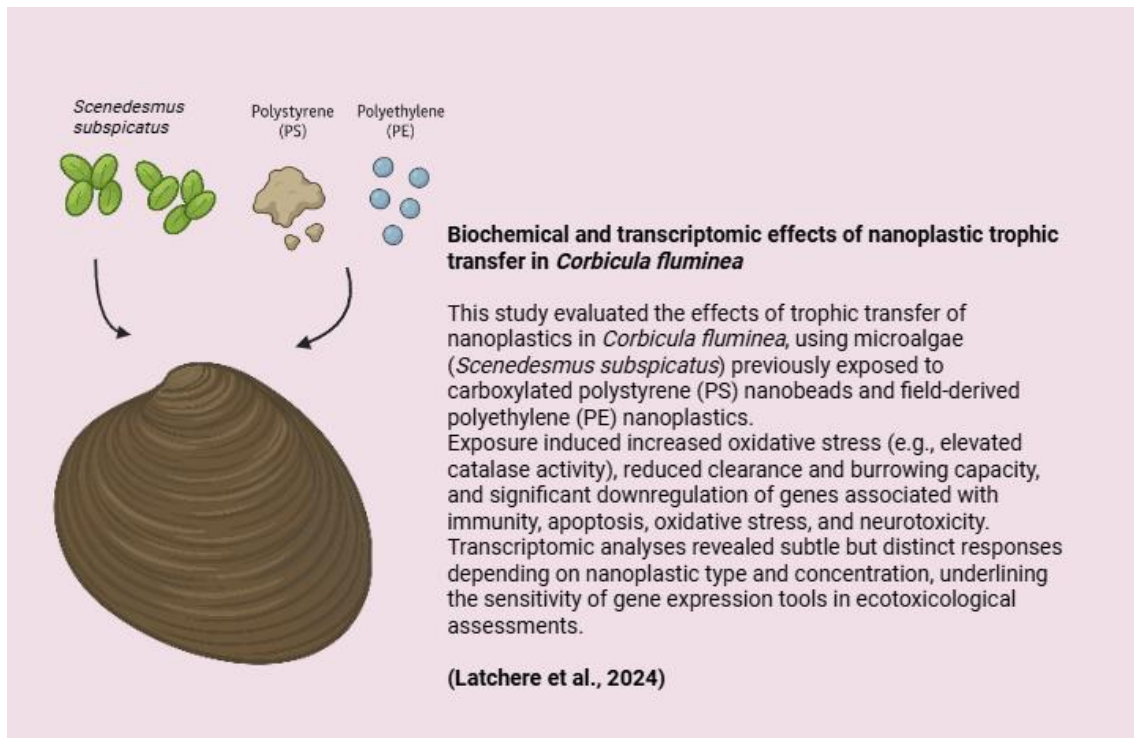 Scenedesmus
subspicatus
Polystyrene
(PS)
Polyethylene
(PE)
Biochemical and transcriptomic effects of nanoplastic trophic
transfer in Corbicula fluminea
This study evaluated the effects of trophic transfer of
nanoplastics in Corbicula fluminea, using microalgae
(Scenedesmus subspicatus) previously exposed to
carboxylated polystyrene (PS) nanobeads and field-derived
polyethylene (PE) nanoplastics.
Exposure induced increased oxidative stress (e.g., elevated
catalase activity), reduced clearance and burrowing capacity,
and significant downregulation of genes associated with
immunity, apoptosis, oxidative stress, and neurotoxicity.
Transcriptomic analyses revealed subtle but distinct responses
depending on nanoplastic type and concentration, underlining
the sensitivity of gene expression tools in ecotoxicological
assessments.
(Latchere et al., 2024)